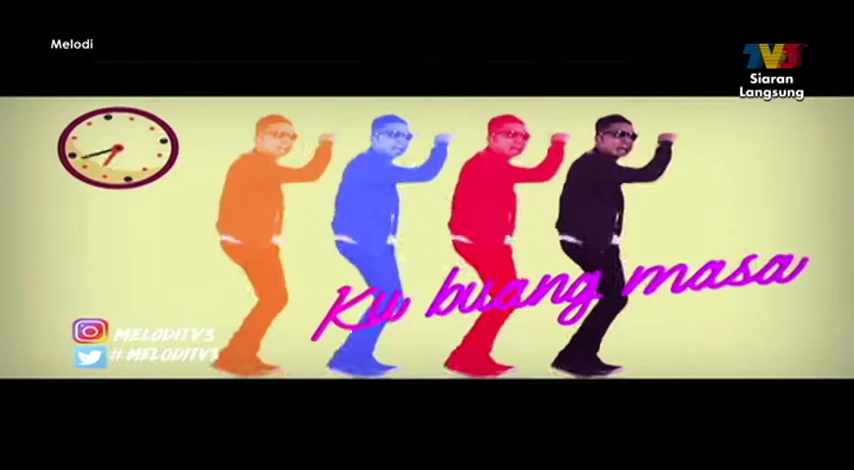 Melodi
TV3
Siaran
Langsung
Ku buang masa
MELODITV3
# MELODITV3